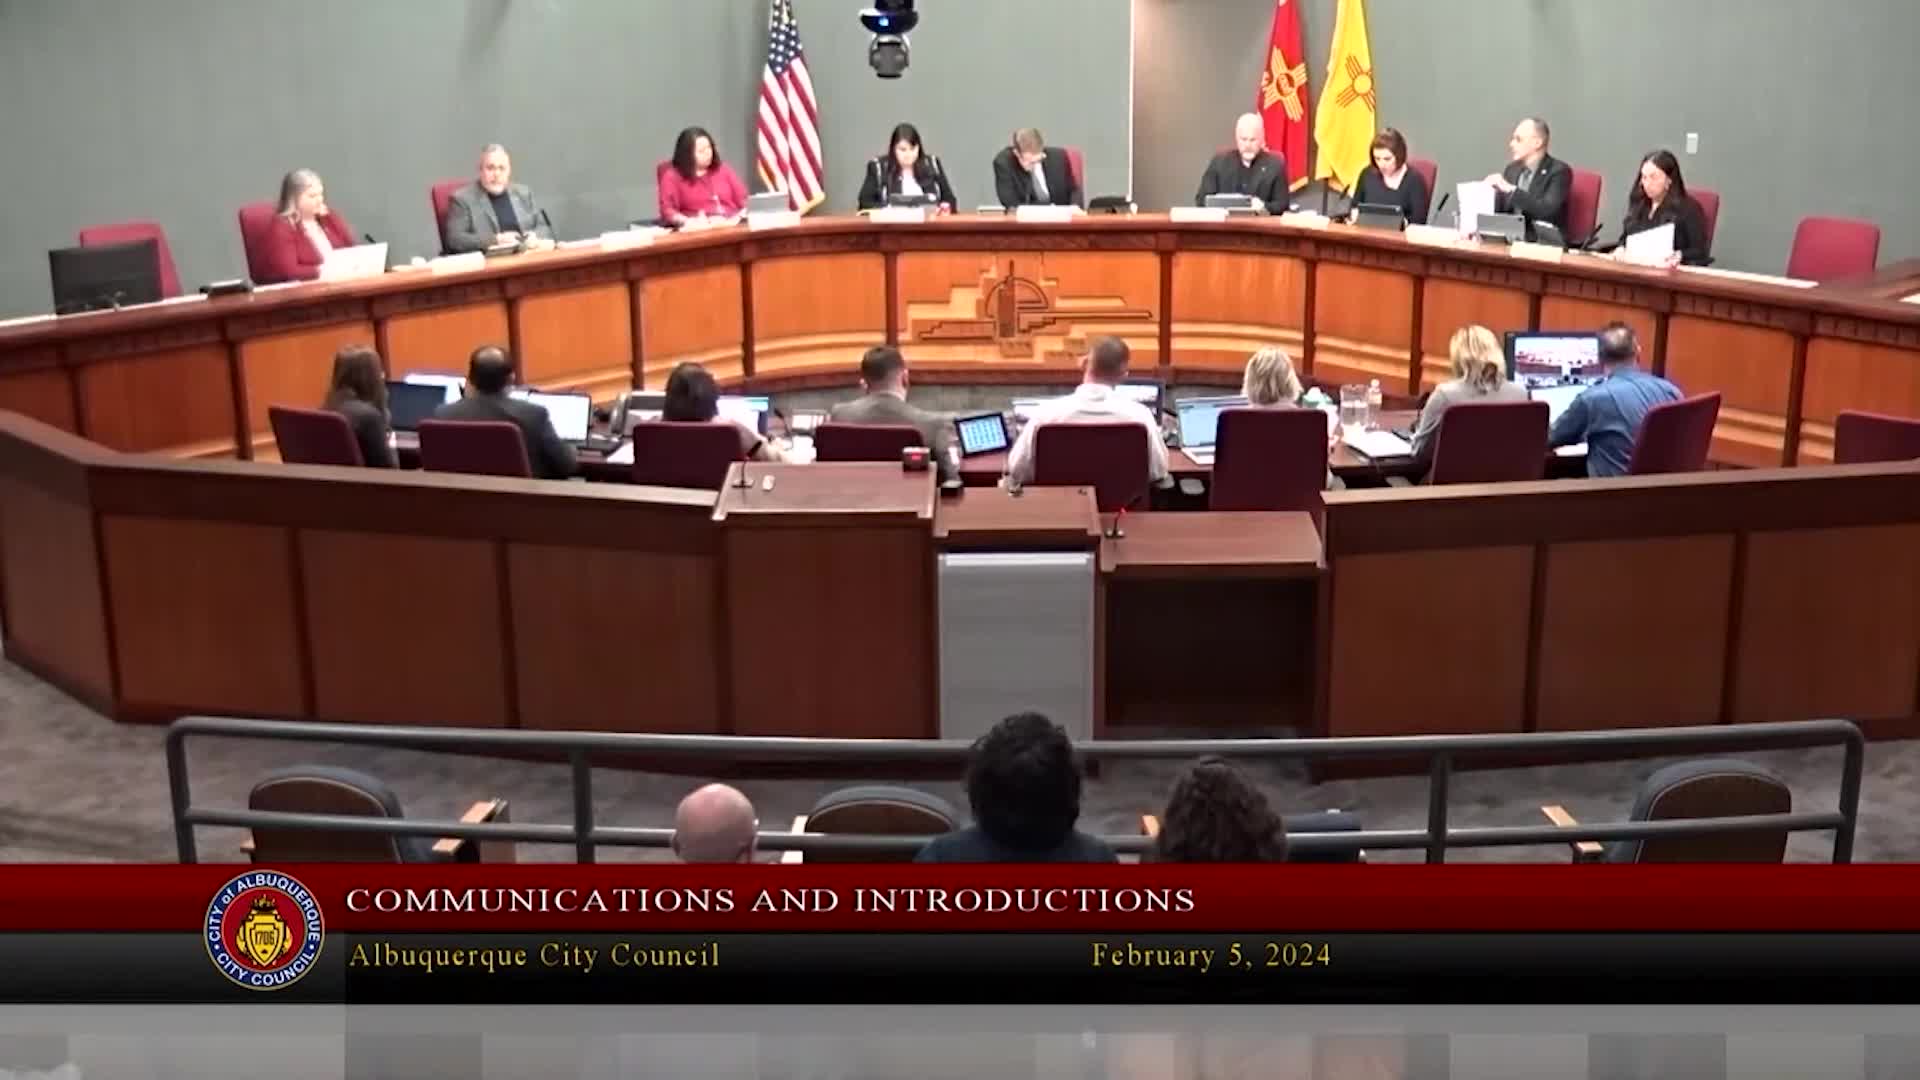 COMMUNICATIONS AND INTRODUCTIONS
Albuquerque City Council
February 5, 2024
CITY of ALBUQUERQUE
1706
CITY COUNCIL